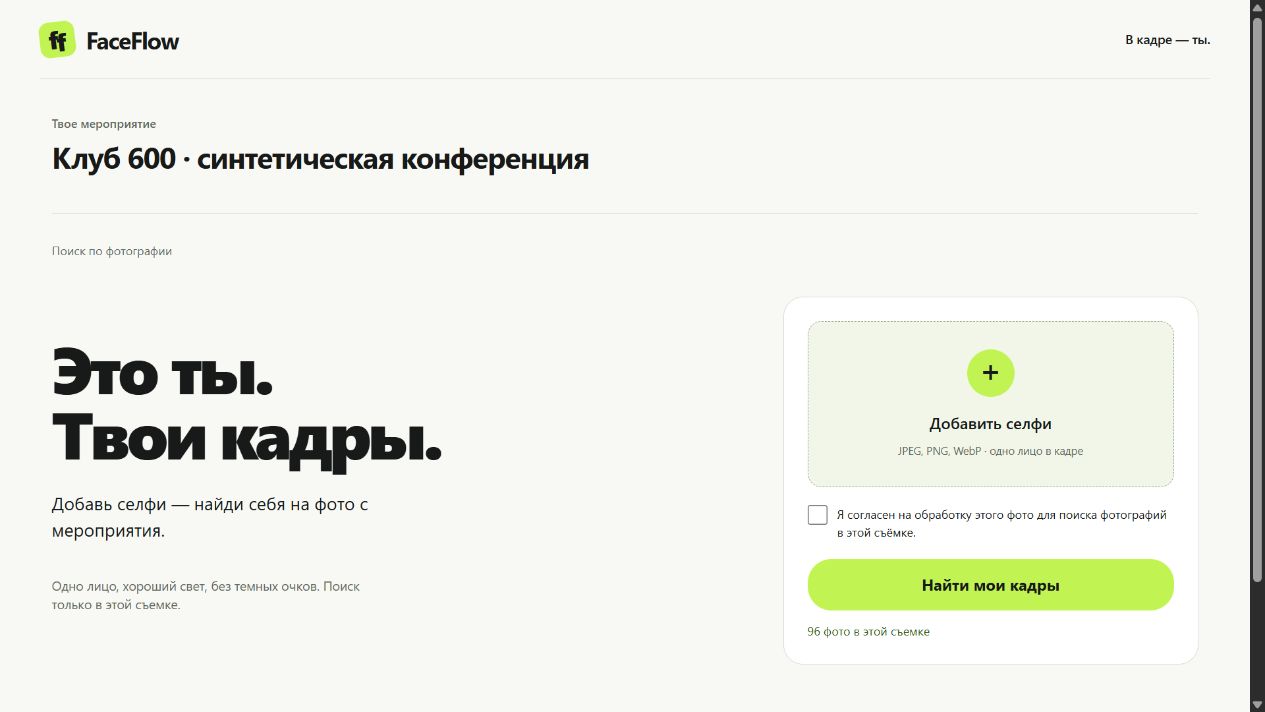 ff FaceFlow
В кадре — ты.
Твое мероприятие
Клуб 600 · синтетическая конференция
Поиск по фотографии
Это ты.
Твои кадры.
Добавь селфи — найди себя на фото с
мероприятия.
Одно лицо, хороший свет, без темных очков. Поиск
только в этой съемке.
+
Добавить селфи
JPEG, PNG, WebP · одно лицо в кадре
Я согласен на обработку этого фото для поиска фотографий
в этой съёмке.
Найти мои кадры
96 фото в этой съемке